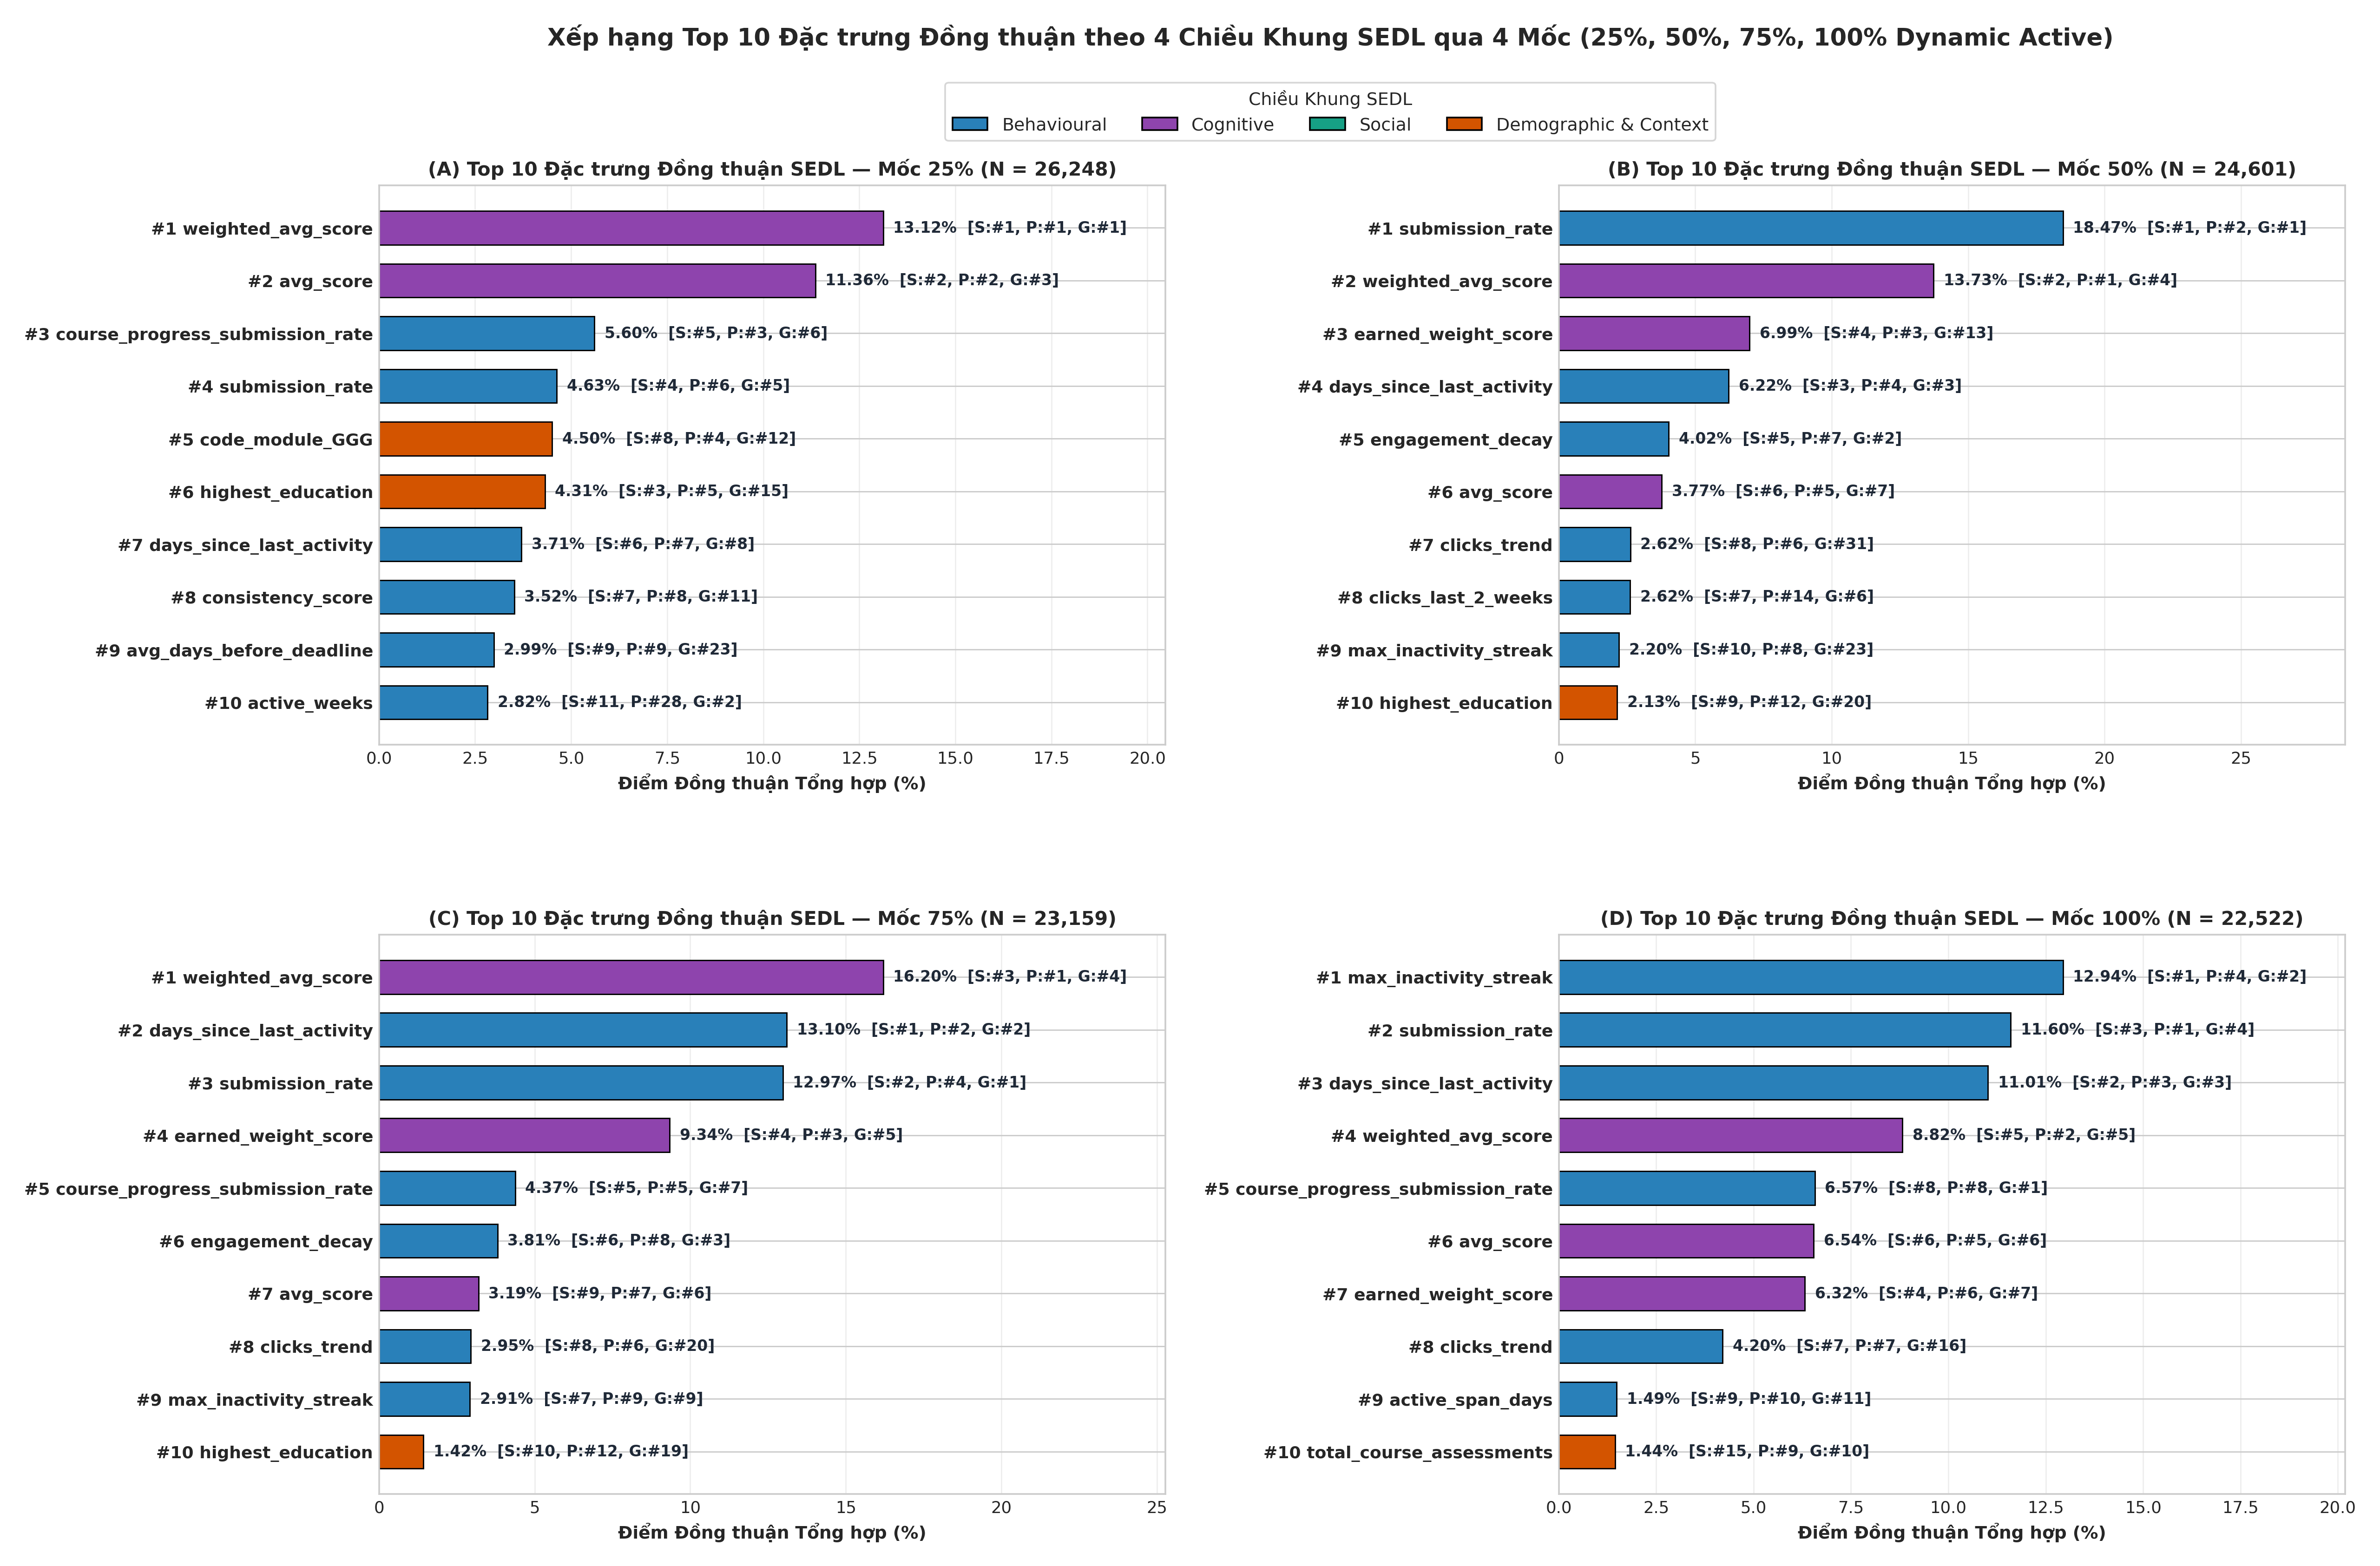 Xếp hạng Top 10 Đặc trưng Đồng thuận theo 4 Chiều Khung SEDL qua 4 Mốc (25%, 50%, 75%, 100% Dynamic Active)
Chiều Khung SEDL
Behavioural
Cognitive
Social
Demographic & Context
(A) Top 10 Đặc trưng Đồng thuận SEDL — Mốc 25% (N = 26,248)
#1 weighted_avg_score 13.12% [S:#1, P:#1, G:#1]
#2 avg_score 11.36% [S:#2, P:#2, G:#3]
#3 course_progress_submission_rate 5.60% [S:#5, P:#3, G:#6]
#4 submission_rate 4.63% [S:#4, P:#6, G:#5]
#5 code_module_GGG 4.50% [S:#8, P:#4, G:#12]
#6 highest_education 4.31% [S:#3, P:#5, G:#15]
#7 days_since_last_activity 3.71% [S:#6, P:#7, G:#8]
#8 consistency_score 3.52% [S:#7, P:#8, G:#11]
#9 avg_days_before_deadline 2.99% [S:#9, P:#9, G:#23]
#10 active_weeks 2.82% [S:#11, P:#28, G:#2]
0.0 2.5 5.0 7.5 10.0 12.5 15.0 17.5 20.0
Điểm Đồng thuận Tổng hợp (%)
(B) Top 10 Đặc trưng Đồng thuận SEDL — Mốc 50% (N = 24,601)
#1 submission_rate 18.47% [S:#1, P:#2, G:#1]
#2 weighted_avg_score 13.73% [S:#2, P:#1, G:#4]
#3 earned_weight_score 6.99% [S:#4, P:#3, G:#13]
#4 days_since_last_activity 6.22% [S:#3, P:#4, G:#3]
#5 engagement_decay 4.02% [S:#5, P:#7, G:#2]
#6 avg_score 3.77% [S:#6, P:#5, G:#7]
#7 clicks_trend 2.62% [S:#8, P:#6, G:#31]
#8 clicks_last_2_weeks 2.62% [S:#7, P:#14, G:#6]
#9 max_inactivity_streak 2.20% [S:#10, P:#8, G:#23]
#10 highest_education 2.13% [S:#9, P:#12, G:#20]
0 5 10 15 20 25
Điểm Đồng thuận Tổng hợp (%)
(C) Top 10 Đặc trưng Đồng thuận SEDL — Mốc 75% (N = 23,159)
#1 weighted_avg_score 16.20% [S:#3, P:#1, G:#4]
#2 days_since_last_activity 13.10% [S:#1, P:#2, G:#2]
#3 submission_rate 12.97% [S:#2, P:#4, G:#1]
#4 earned_weight_score 9.34% [S:#4, P:#3, G:#5]
#5 course_progress_submission_rate 4.37% [S:#5, P:#5, G:#7]
#6 engagement_decay 3.81% [S:#6, P:#8, G:#3]
#7 avg_score 3.19% [S:#9, P:#7, G:#6]
#8 clicks_trend 2.95% [S:#8, P:#6, G:#20]
#9 max_inactivity_streak 2.91% [S:#7, P:#9, G:#9]
#10 highest_education 1.42% [S:#10, P:#12, G:#19]
0 5 10 15 20 25
Điểm Đồng thuận Tổng hợp (%)
(D) Top 10 Đặc trưng Đồng thuận SEDL — Mốc 100% (N = 22,522)
#1 max_inactivity_streak 12.94% [S:#1, P:#4, G:#2]
#2 submission_rate 11.60% [S:#3, P:#1, G:#4]
#3 days_since_last_activity 11.01% [S:#2, P:#3, G:#3]
#4 weighted_avg_score 8.82% [S:#5, P:#2, G:#5]
#5 course_progress_submission_rate 6.57% [S:#8, P:#8, G:#1]
#6 avg_score 6.54% [S:#6, P:#5, G:#6]
#7 earned_weight_score 6.32% [S:#4, P:#6, G:#7]
#8 clicks_trend 4.20% [S:#7, P:#7, G:#16]
#9 active_span_days 1.49% [S:#9, P:#10, G:#11]
#10 total_course_assessments 1.44% [S:#15, P:#9, G:#10]
0.0 2.5 5.0 7.5 10.0 12.5 15.0 17.5 20.0
Điểm Đồng thuận Tổng hợp (%)